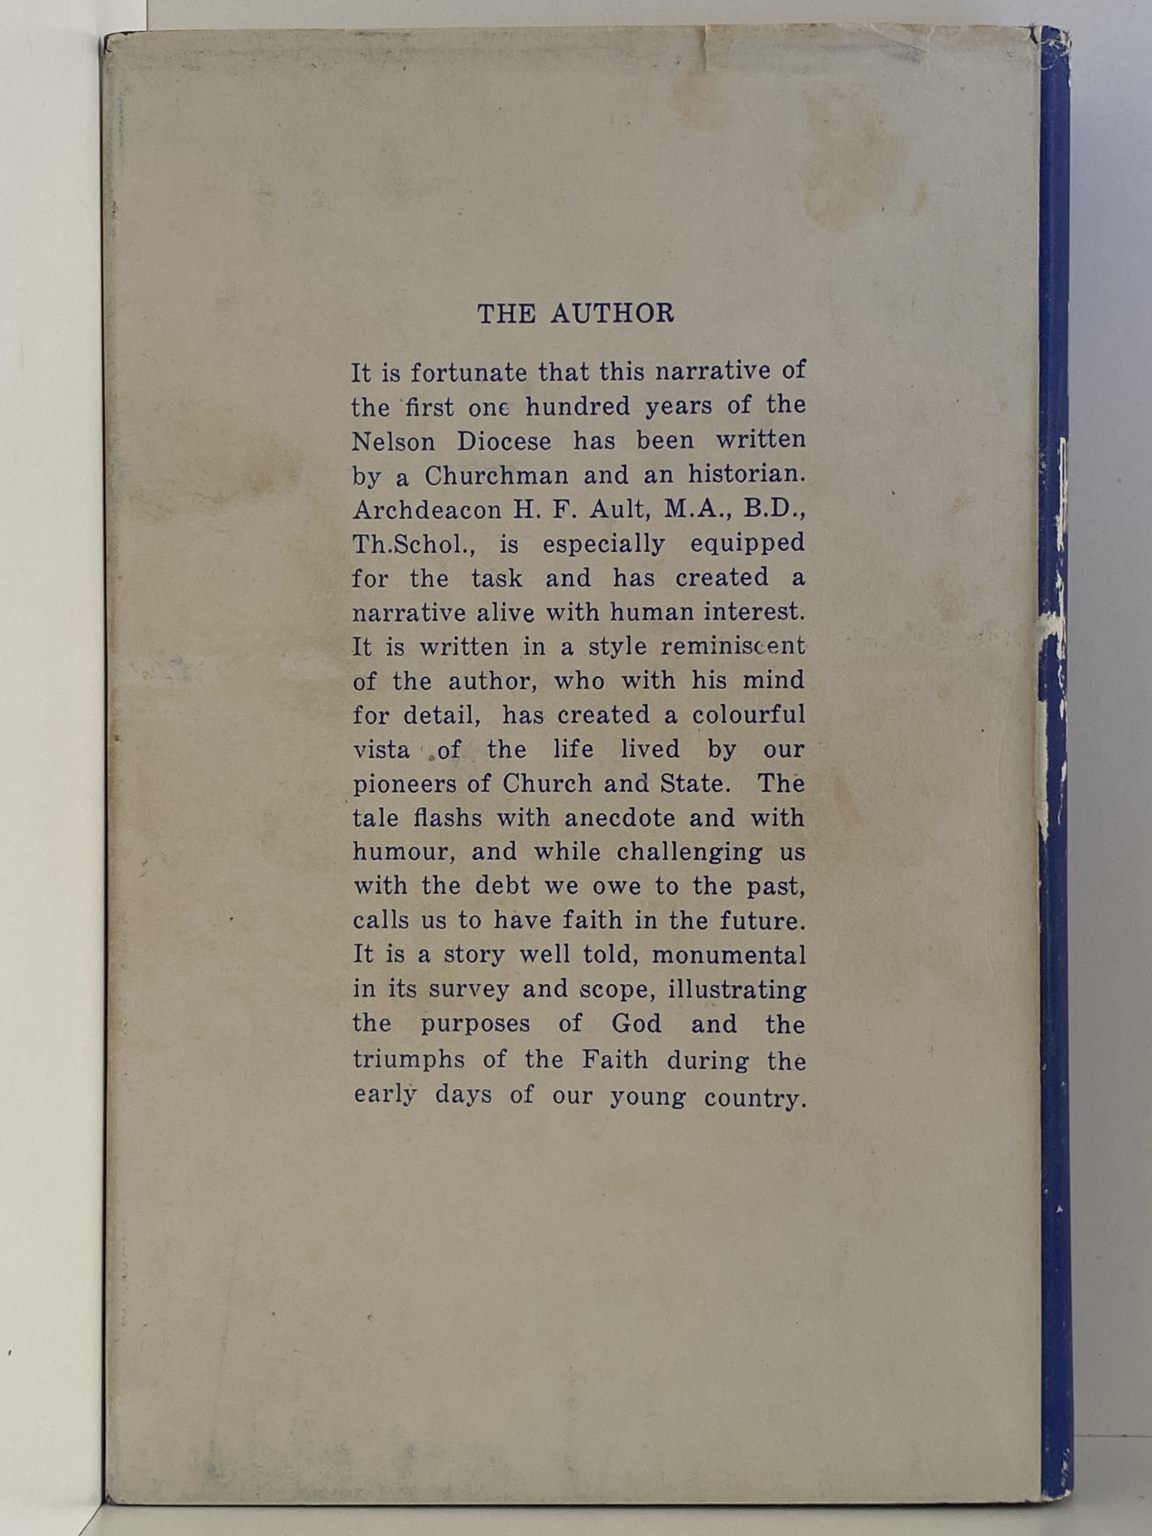 THE AUTHOR
It is fortunate that this narrative of
the first one hundred years of the
Nelson Diocese has been written
by a Churchman and an historian.
Archdeacon H. F. Ault, M.A., B.D.,
Th.Schol., is especially equipped
for the task and has created a
narrative alive with human interest.
It is written in a style reminiscent
of the author, who with his mind
for detail, has created a colourful
vista of the life lived by our
pioneers of Church and State. The
tale flashs with anecdote and with
humour, and while challenging us
with the debt we owe to the past,
calls us to have faith in the future.
It is a story well told, monumental
in its survey and scope, illustrating
the purposes of God and the
triumphs of the Faith during the
early days of our young country.